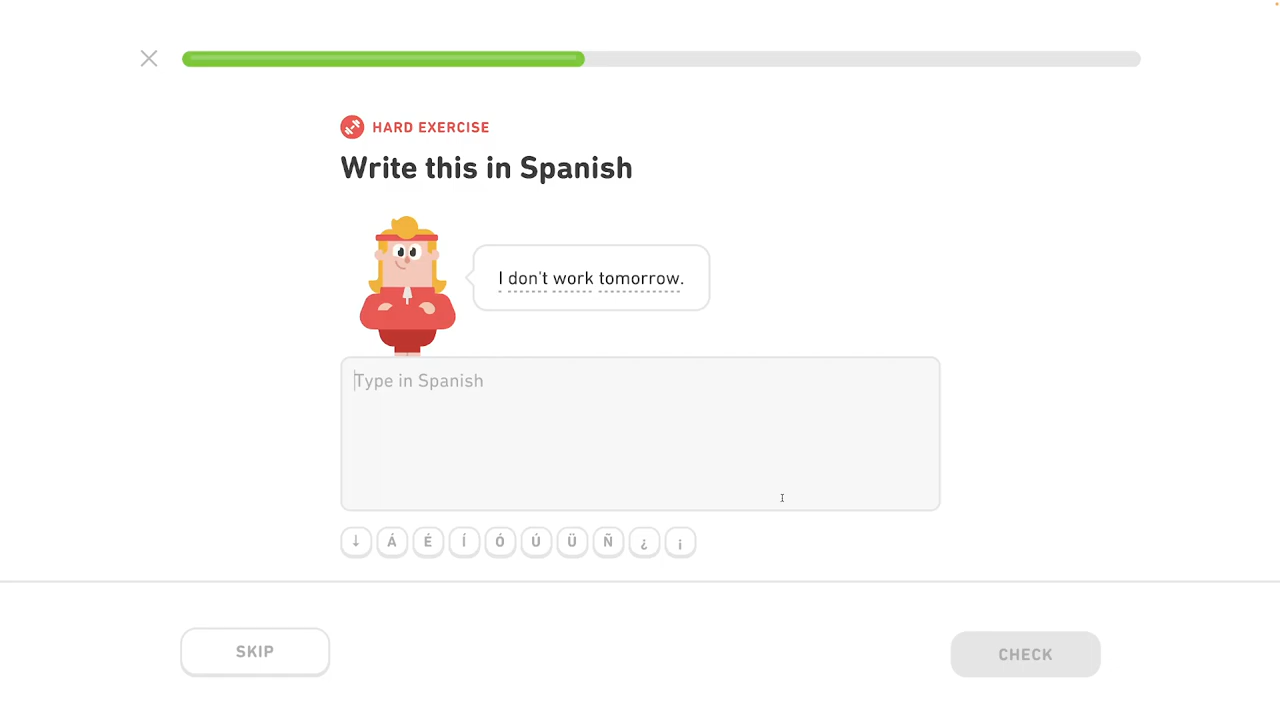 HARD EXERCISE
Write this in Spanish
I don't work tomorrow.
Type in Spanish
↓ Á É Í Ó Ú Ü Ñ ¿ ¡
SKIP
CHECK